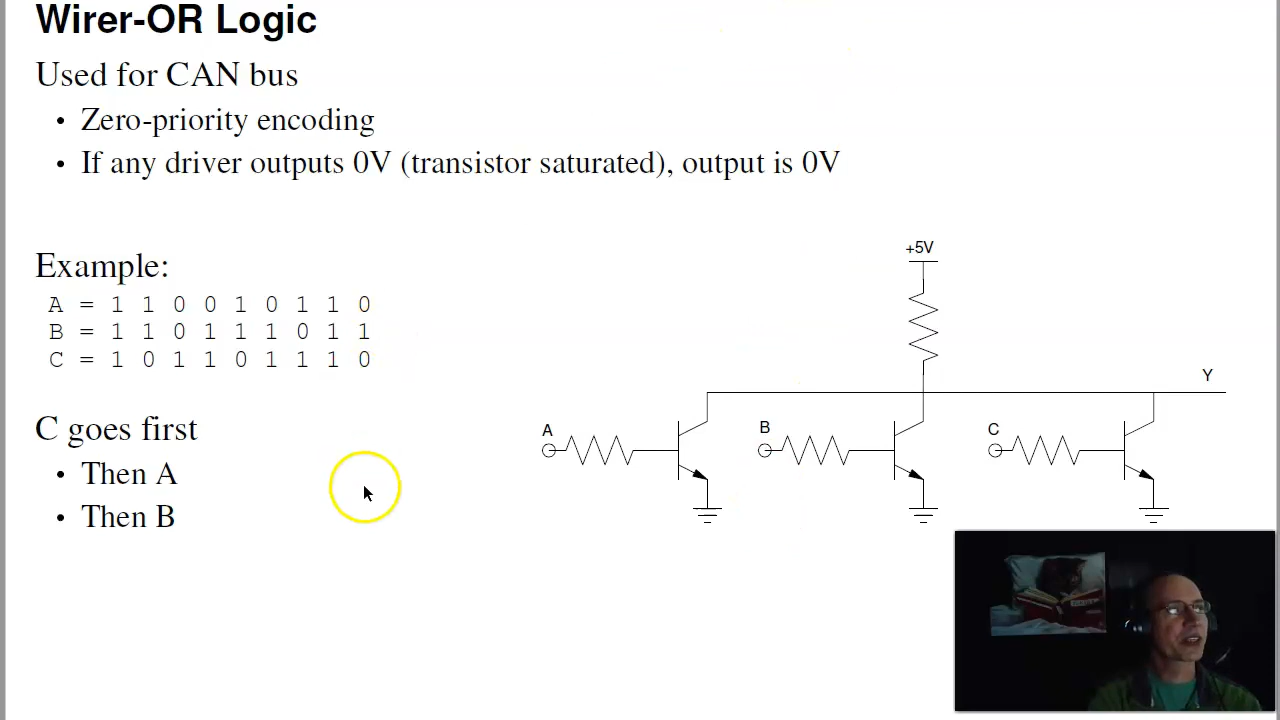 Wirer-OR Logic
Used for CAN bus
• Zero-priority encoding
• If any driver outputs 0V (transistor saturated), output is 0V
Example:
A = 1 1 0 0 1 0 1 1 0
B = 1 1 0 1 1 1 0 1 1
C = 1 0 1 1 0 1 1 1 0
C goes first
• Then A
• Then B
+5V
Y
A
B
C